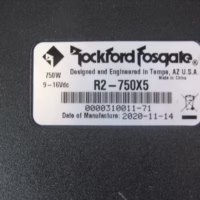 Rockford Fosgate
Designed and Engineered in Tempe, AZ U.S.A.
750W
Made in China
9-16Vdc
R2-750X5
0000310011-71
Date of Manufacture: 2020-11-14